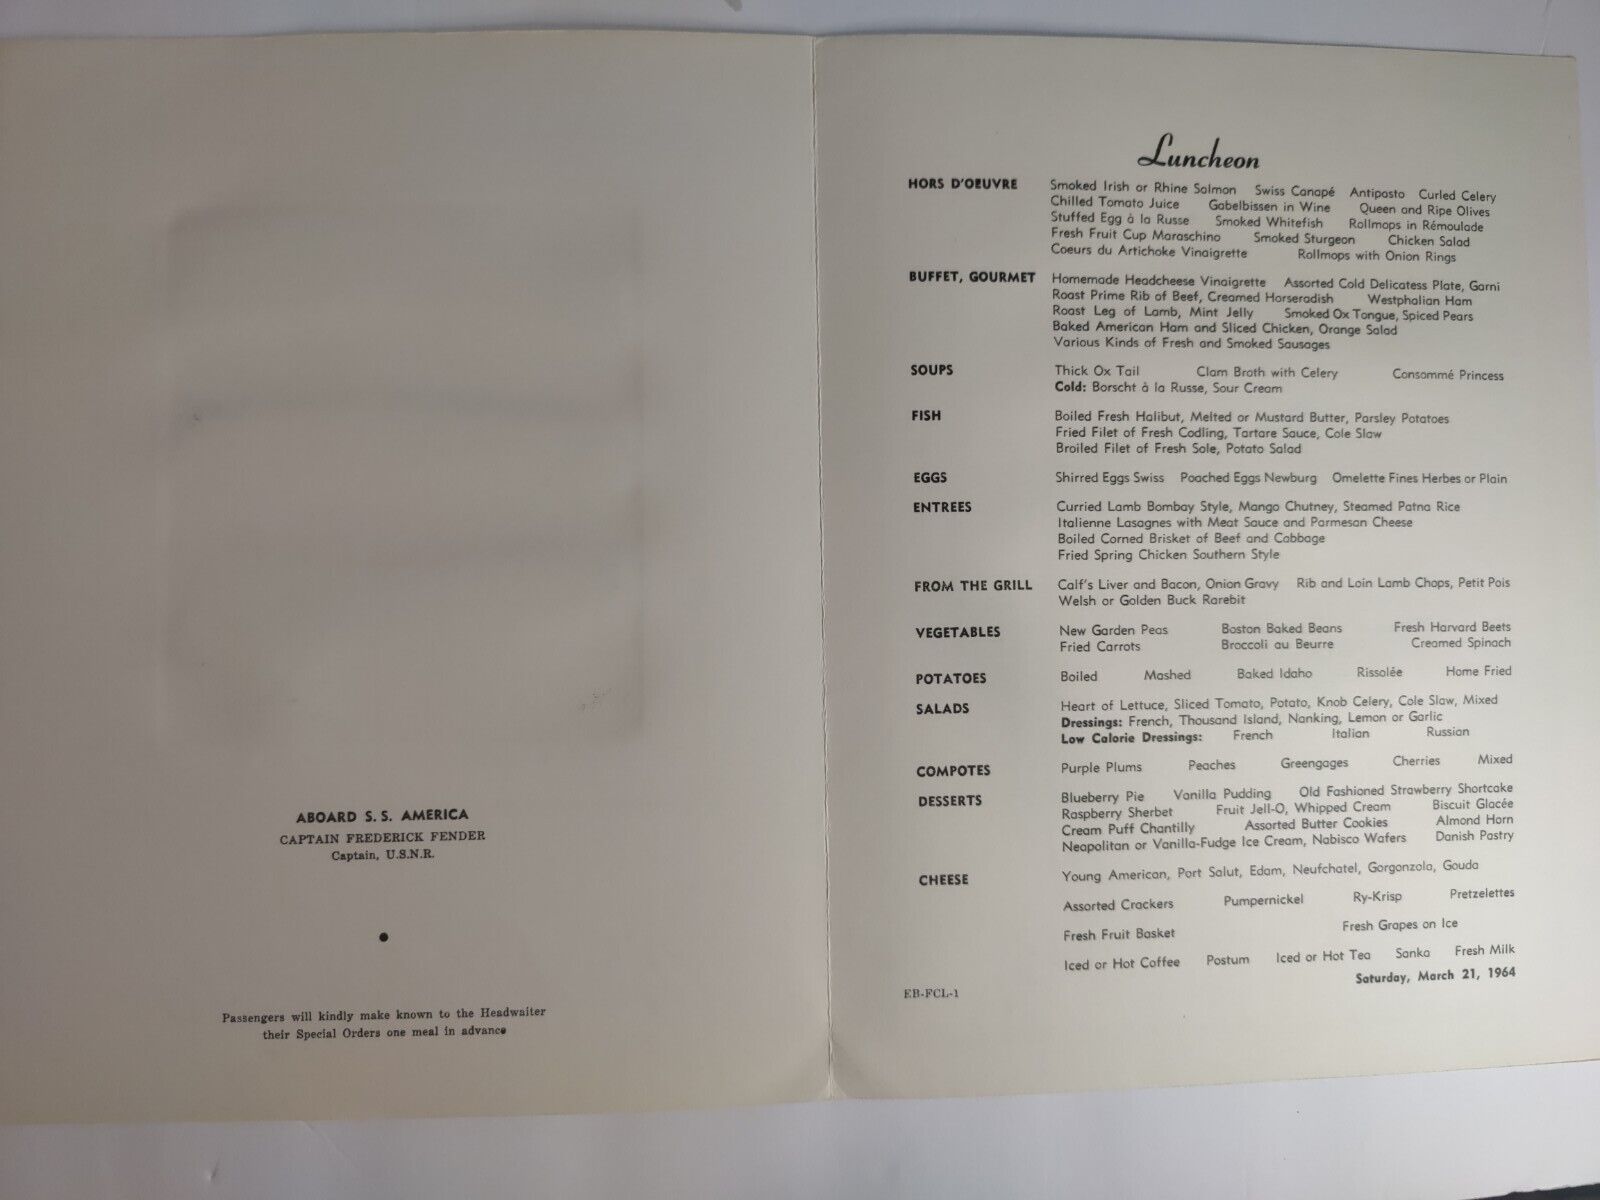 ABOARD S. S. AMERICA
CAPTAIN FREDERICK FENDER
Captain, U.S.N.R.
Passengers will kindly make known to the Headwaiter
their Special Orders one meal in advance
Luncheon
HORS D'OEUVRE Smoked Irish or Rhine Salmon Swiss Canapé Antipasto Curled Celery
Chilled Tomato Juice Gabelbissen in Wine Queen and Ripe Olives
Stuffed Egg à la Russe Smoked Whitefish Rollmops in Rémoulade
Fresh Fruit Cup Maraschino Smoked Sturgeon Chicken Salad
Coeurs du Artichoke Vinaigrette Rollmops with Onion Rings
BUFFET, GOURMET Homemade Headcheese Vinaigrette Assorted Cold Delicatess Plate, Garni
Roast Prime Rib of Beef, Creamed Horseradish Westphalian Ham
Roast Leg of Lamb, Mint Jelly Smoked Ox Tongue, Spiced Pears
Baked American Ham and Sliced Chicken, Orange Salad
Various Kinds of Fresh and Smoked Sausages
SOUPS Thick Ox Tail Clam Broth with Celery Consommé Princess
Cold: Borscht à la Russe, Sour Cream
FISH Boiled Fresh Halibut, Melted or Mustard Butter, Parsley Potatoes
Fried Filet of Fresh Codling, Tartare Sauce, Cole Slaw
Broiled Filet of Fresh Sole, Potato Salad
EGGS Shirred Eggs Swiss Poached Eggs Newburg Omelette Fines Herbes or Plain
ENTREES Curried Lamb Bombay Style, Mango Chutney, Steamed Patna Rice
Italienne Lasagnes with Meat Sauce and Parmesan Cheese
Boiled Corned Brisket of Beef and Cabbage
Fried Spring Chicken Southern Style
FROM THE GRILL Calf's Liver and Bacon, Onion Gravy Rib and Loin Lamb Chops, Petit Pois
Welsh or Golden Buck Rarebit
VEGETABLES New Garden Peas Boston Baked Beans Fresh Harvard Beets
Fried Carrots Broccoli au Beurre Creamed Spinach
POTATOES Boiled Mashed Baked Idaho Rissolée Home Fried
SALADS Heart of Lettuce, Sliced Tomato, Potato, Knob Celery, Cole Slaw, Mixed
Dressings: French, Thousand Island, Nanking, Lemon or Garlic
Low Calorie Dressings: French Italian Russian
COMPOTES Purple Plums Peaches Greengages Cherries Mixed
DESSERTS Blueberry Pie Vanilla Pudding Old Fashioned Strawberry Shortcake
Raspberry Sherbet Fruit Jell-O, Whipped Cream Biscuit Glacée
Cream Puff Chantilly Assorted Butter Cookies Almond Horn
Neapolitan or Vanilla-Fudge Ice Cream, Nabisco Wafers Danish Pastry
CHEESE Young American, Port Salut, Edam, Neufchatel, Gorgonzola, Gouda
Assorted Crackers Pumpernickel Ry-Krisp Pretzelettes
Fresh Fruit Basket Fresh Grapes on Ice
Iced or Hot Coffee Postum Iced or Hot Tea Sanka Fresh Milk
Saturday, March 21, 1964
EB-FCL-1